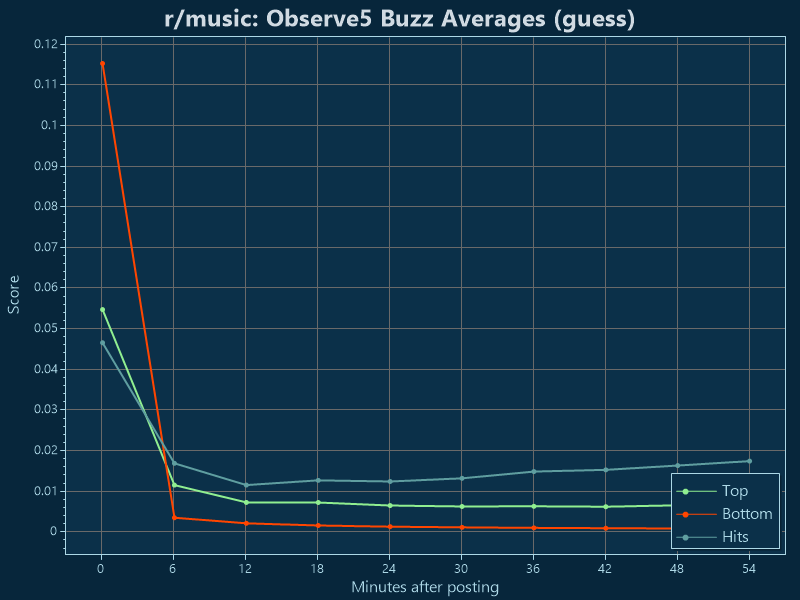 r/music: Observe5 Buzz Averages (guess)
0.12
0.11
0.1
0.09
0.08
0.07
0.06
0.05
0.04
0.03
0.02
0.01
0
Score
0 6 12 18 24 30 36 42 48 54
Minutes after posting
Top
Bottom
Hits